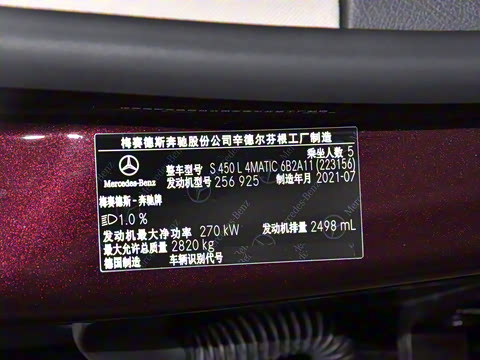 梅赛德斯奔驰股份公司辛德尔芬根工厂制造
乘坐人数 5
整车型号 S 450 L 4MATIC 6B2A11 (223156)
Mercedes-Benz
发动机型号 256 925 制造年月 2021-07
梅赛德斯 - 奔驰牌
1.0 %
发动机最大净功率 270 kW 发动机排量 2498 mL
最大允许总质量 2820 kg
德国制造 车辆识别代号